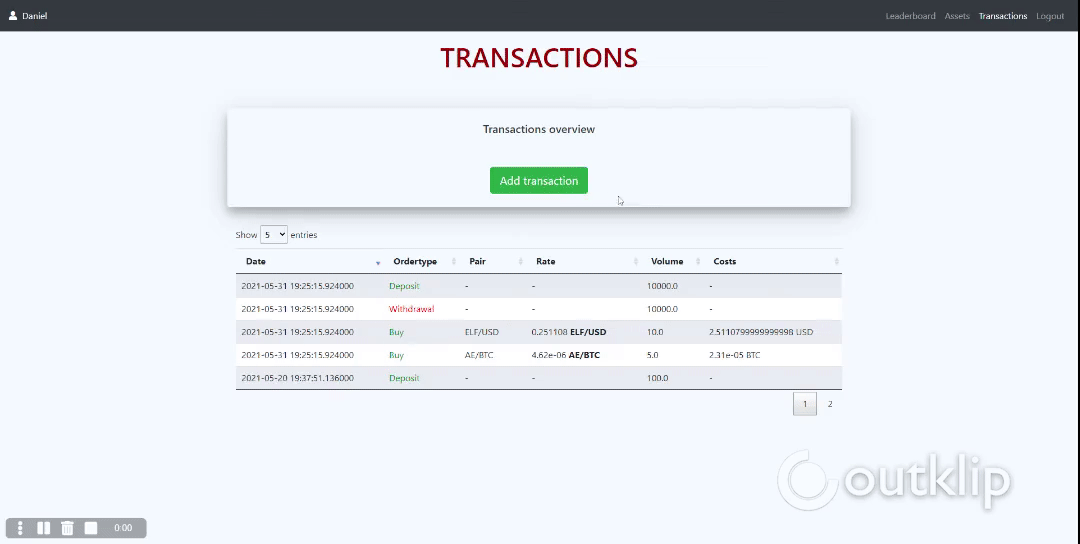 Daniel Leaderboard Assets Transactions Logout
TRANSACTIONS
Transactions overview
Add transaction
Show 5 entries
Date Ordertype Pair Rate Volume Costs
2021-05-31 19:25:15.924000 Deposit - - 10000.0 -
2021-05-31 19:25:15.924000 Withdrawal - - 10000.0 -
2021-05-31 19:25:15.924000 Buy ELF/USD 0.251108 ELF/USD 10.0 2.5110799999999998 USD
2021-05-31 19:25:15.924000 Buy AE/BTC 4.62e-06 AE/BTC 5.0 2.31e-05 BTC
2021-05-20 19:37:51.136000 Deposit - - 100.0 -
1 2
outklip
0:00